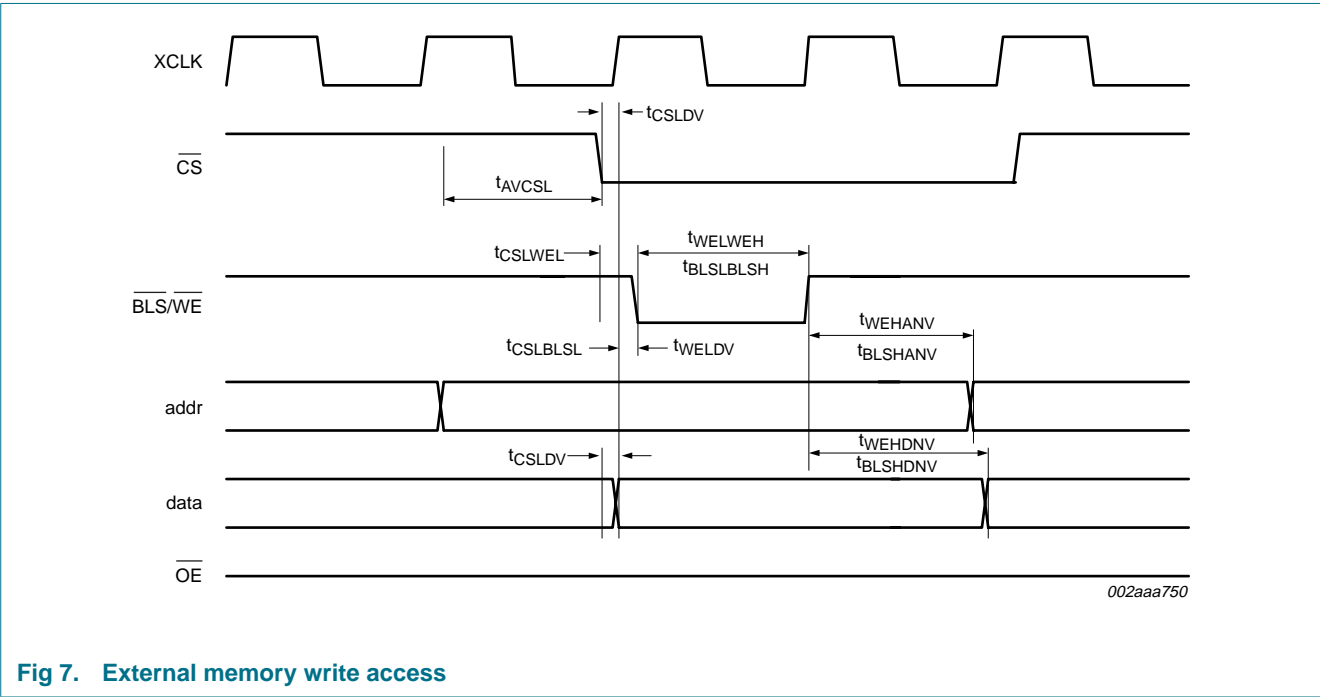 XCLK
tCSLDV
CS
tAVCSL
tCSLWEL
tWELWEH
tBLSLBLSH
BLS/WE
tWEHANV
tCSLBLSL
tWELDV
tBLSHANV
addr
tWEHDNV
tCSLDV
tBLSHDNV
data
OE
002aaa750
Fig 7. External memory write access